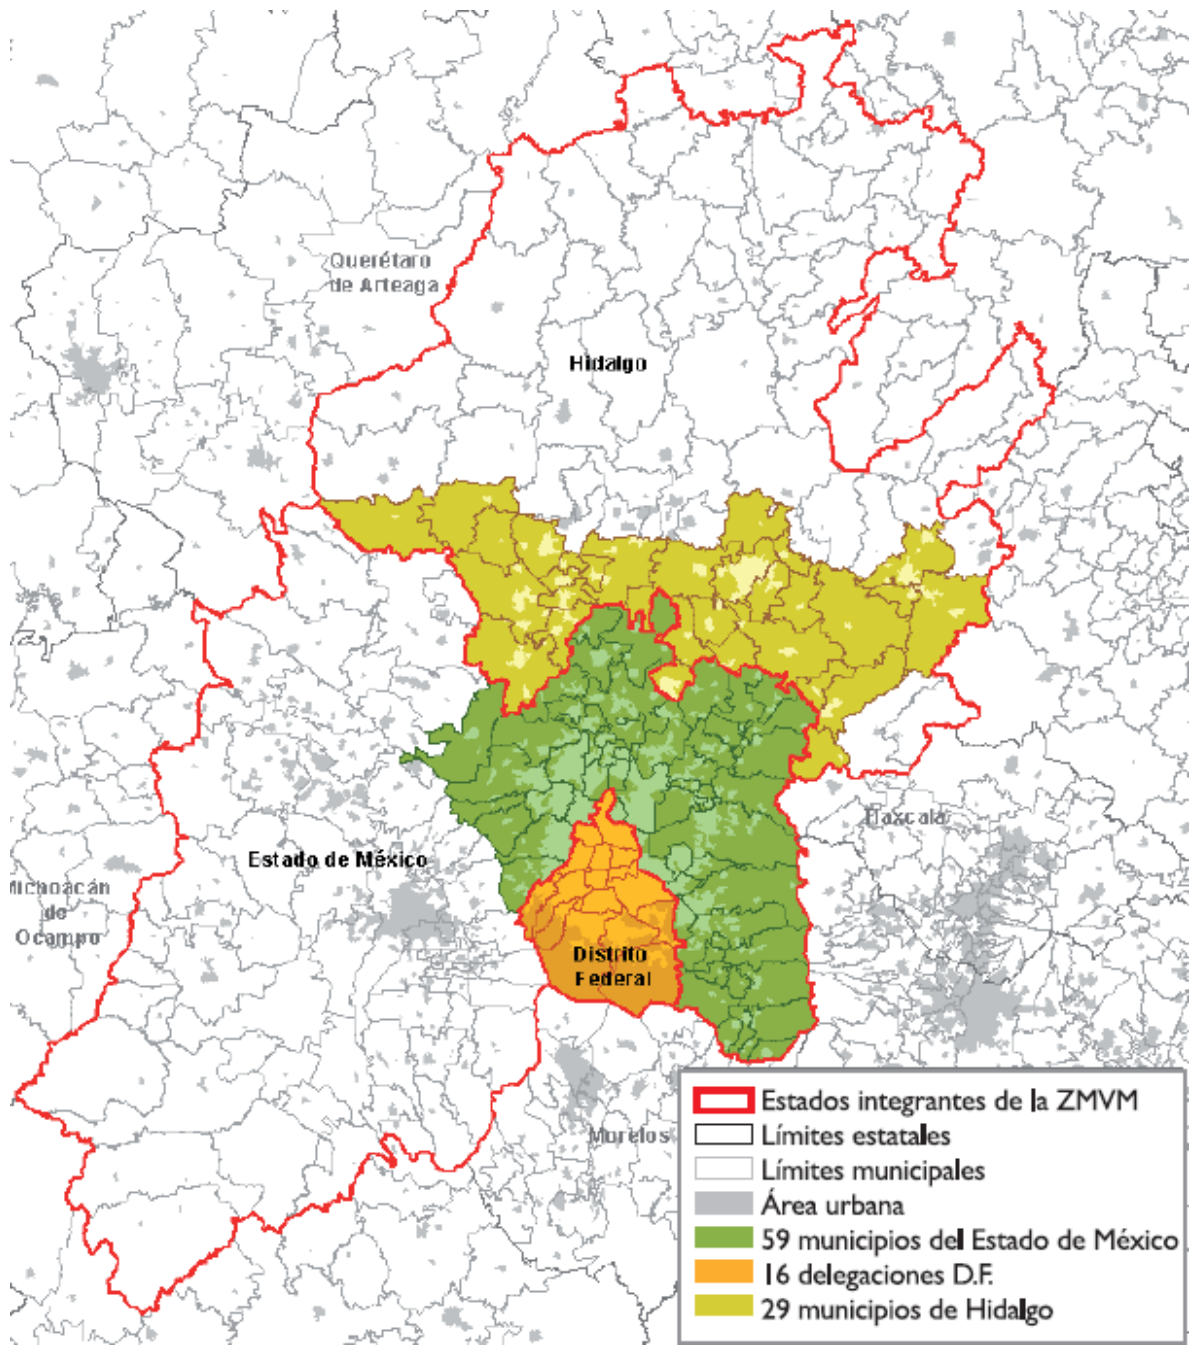 Querétaro
de Arteaga
Hidalgo
Tlaxcala
Estado de México
Michoacán
de
Ocampo
Distrito
Federal
Morelos
Estados integrantes de la ZMVM
Límites estatales
Límites municipales
Área urbana
59 municipios del Estado de México
16 delegaciones D.F.
29 municipios de Hidalgo